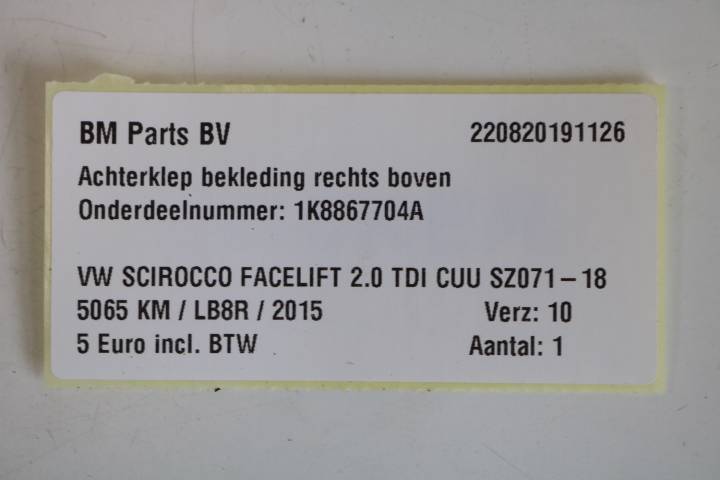 BM Parts BV 220820191126
Achterklep bekleding rechts boven
Onderdeelnummer: 1K8867704A
VW SCIROCCO FACELIFT 2.0 TDI CUU SZ071-18
5065 KM / LB8R / 2015 Verz: 10
5 Euro incl. BTW Aantal: 1